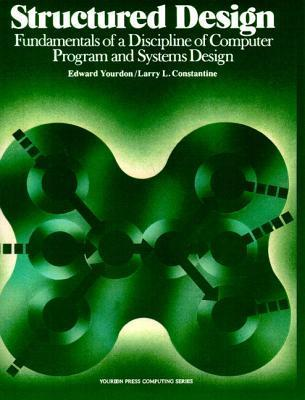 Structured Design
Fundamentals of a Discipline of Computer
Program and Systems Design
Edward Yourdon/Larry L. Constantine
YOURDON PRESS COMPUTING SERIES